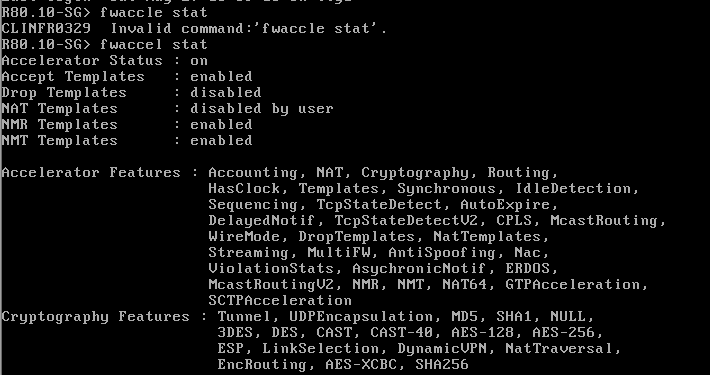 R80.10-SG> fwaccle stat
CLINFR0329  Invalid command:'fwaccle stat'.
R80.10-SG> fwaccel stat
Accelerator Status : on
Accept Templates   : enabled
Drop Templates     : disabled
NAT Templates      : disabled by user
NMR Templates      : enabled
NMT Templates      : enabled
Accelerator Features : Accounting, NAT, Cryptography, Routing,
HasClock, Templates, Synchronous, IdleDetection,
Sequencing, TcpStateDetect, AutoExpire,
DelayedNotif, TcpStateDetectV2, CPLS, McastRouting,
WireMode, DropTemplates, NatTemplates,
Streaming, MultiFW, AntiSpoofing, Nac,
ViolationStats, AsychronicNotif, ERDOS,
McastRoutingV2, NMR, NMT, NAT64, GTPAcceleration,
SCTPAcceleration
Cryptography Features : Tunnel, UDPEncapsulation, MD5, SHA1, NULL,
3DES, DES, CAST, CAST-40, AES-128, AES-256,
ESP, LinkSelection, DynamicVPN, NatTraversal,
EncRouting, AES-XCBC, SHA256